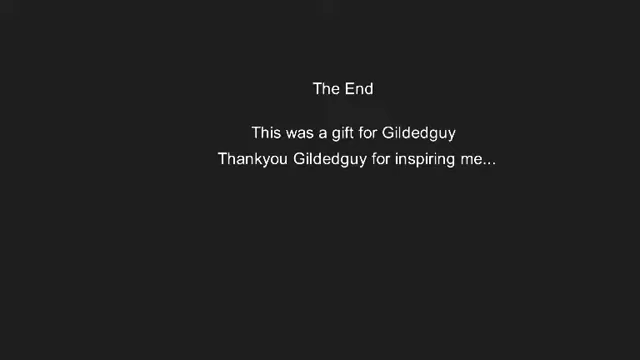 The End
This was a gift for Gildedguy
Thankyou Gildedguy for inspiring me...